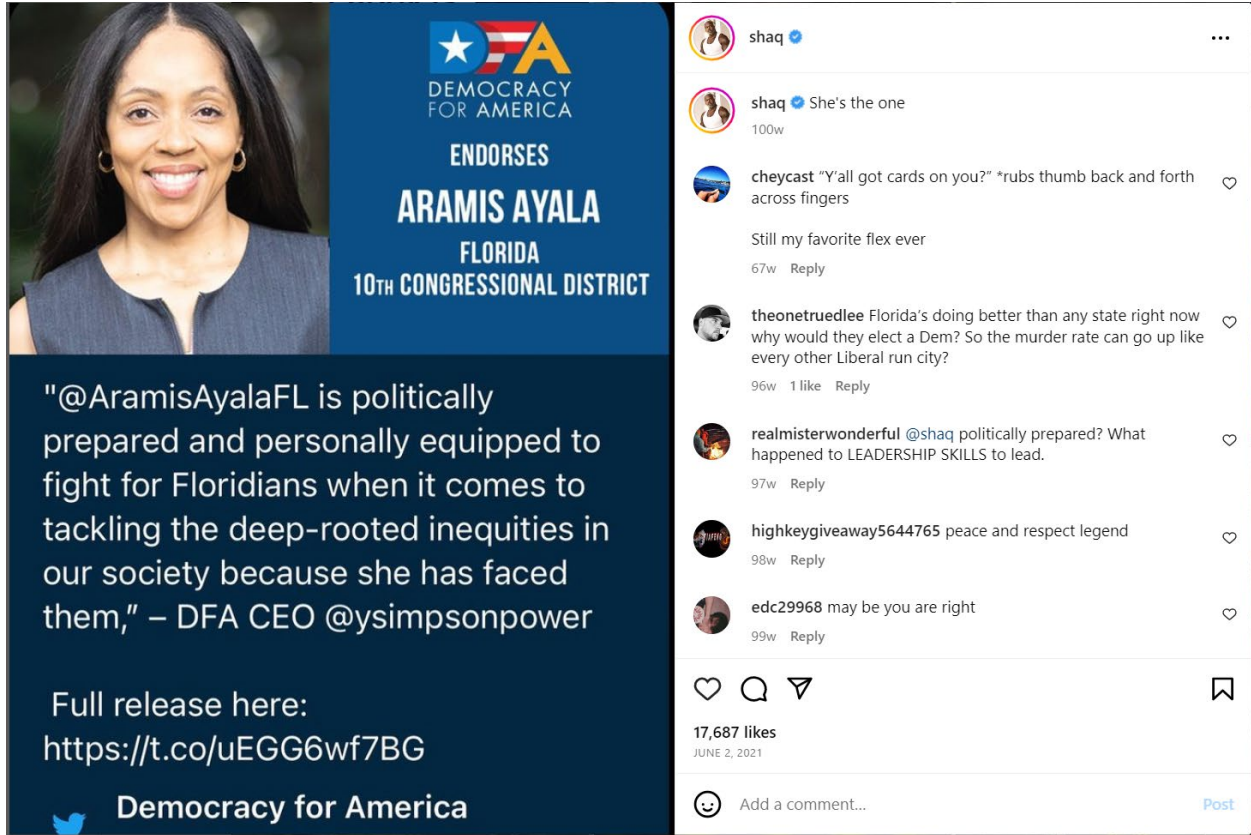 DFA
DEMOCRACY
FOR AMERICA
ENDORSES
ARAMIS AYALA
FLORIDA
10TH CONGRESSIONAL DISTRICT
"@AramisAyalaFL is politically
prepared and personally equipped to
fight for Floridians when it comes to
tackling the deep-rooted inequities in
our society because she has faced
them,” – DFA CEO @ysimpsonpower
Full release here:
https://t.co/uEGG6wf7BG
Democracy for America
shaq
shaq She's the one
100w
cheycast “Y’all got cards on you?” *rubs thumb back and forth
across fingers
Still my favorite flex ever
67w Reply
theonetruedlee Florida’s doing better than any state right now
why would they elect a Dem? So the murder rate can go up like
every other Liberal run city?
96w 1 like Reply
realmisterwonderful @shaq politically prepared? What
happened to LEADERSHIP SKILLS to lead.
97w Reply
highkeygiveaway5644765 peace and respect legend
98w Reply
edc29968 may be you are right
99w Reply
17,687 likes
JUNE 2, 2021
Add a comment...
Post